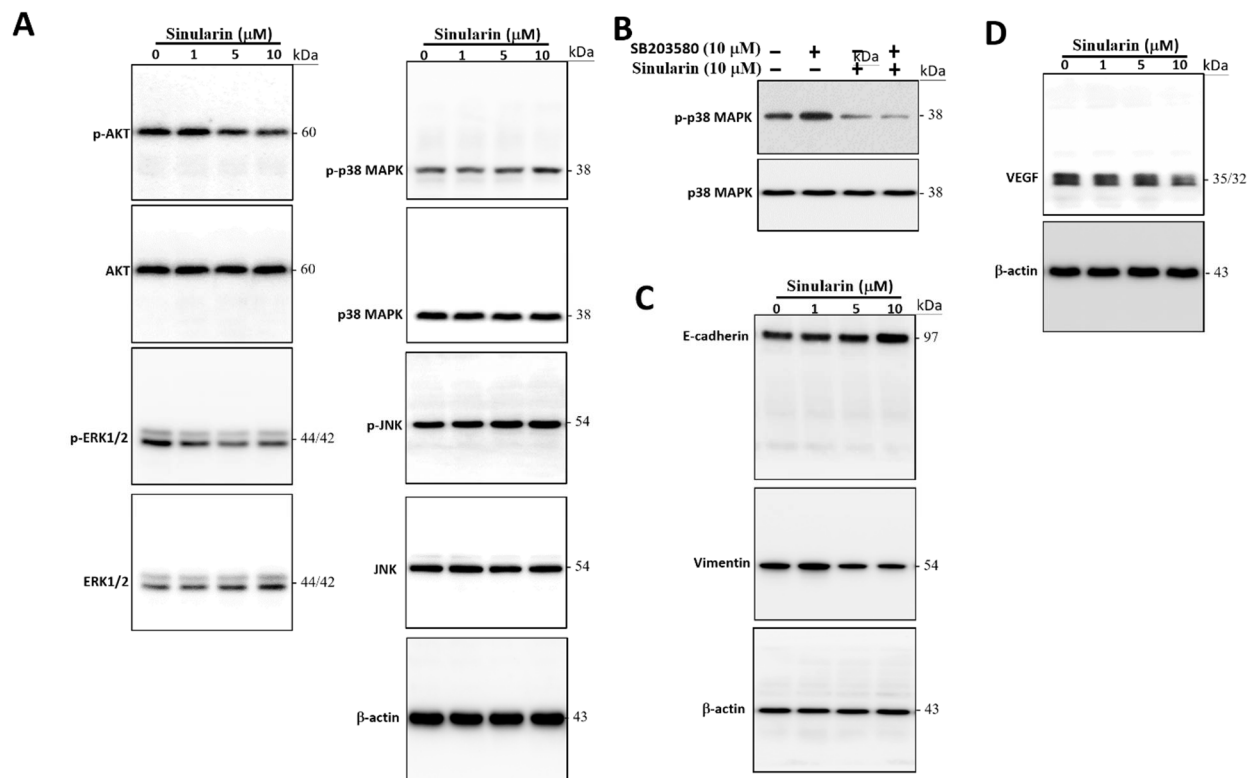 A
Sinularin (μM)
0 1 5 10 kDa
p-AKT 60
AKT 60
p-ERK1/2 44/42
ERK1/2 44/42
Sinularin (μM)
0 1 5 10 kDa
p-p38 MAPK 38
p38 MAPK 38
p-JNK 54
JNK 54
β-actin 43
B
SB203580 (10 μM) − + − +
kDa
Sinularin (10 μM) − − + + kDa
p-p38 MAPK 38
p38 MAPK 38
C
Sinularin (μM)
0 1 5 10 kDa
E-cadherin 97
Vimentin 54
β-actin 43
D
Sinularin (μM)
0 1 5 10 kDa
VEGF 35/32
β-actin 43